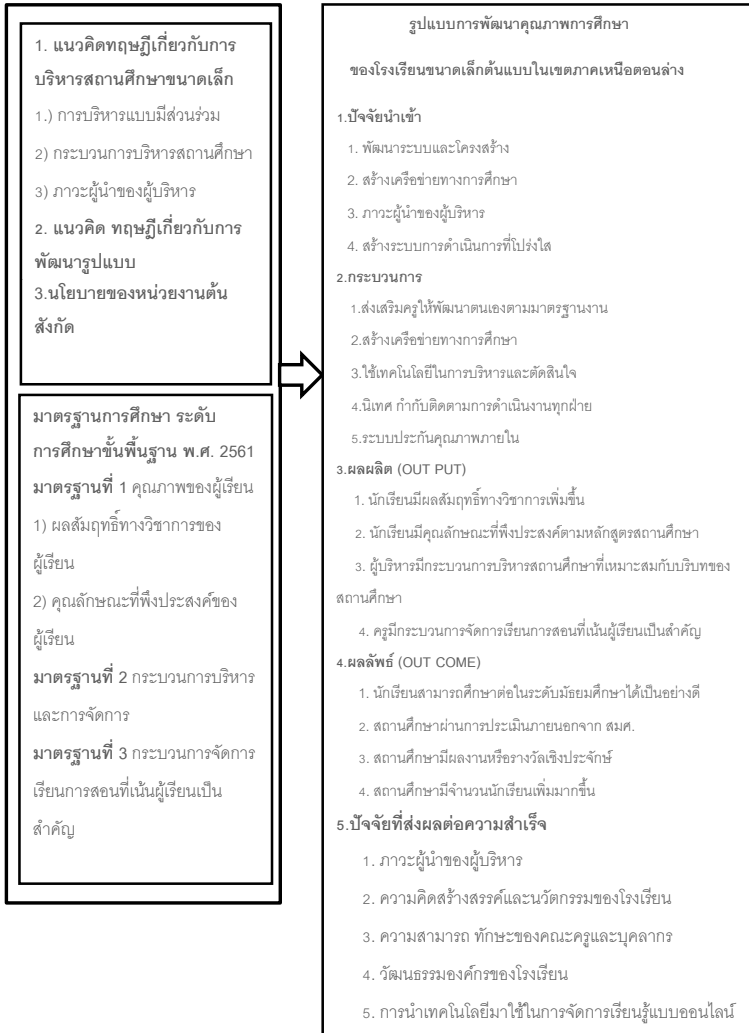 1. แนวคิดทฤษฎีเกี่ยวกับการ
บริหารสถานศึกษาขนาดเล็ก
1.) การบริหารแบบมีส่วนร่วม
2) กระบวนการบริหารสถานศึกษา
3) ภาวะผู้นำของผู้บริหาร
2. แนวคิด ทฤษฎีเกี่ยวกับการ
พัฒนารูปแบบ
3.นโยบายของหน่วยงานต้น
สังกัด
มาตรฐานการศึกษา ระดับ
การศึกษาขั้นพื้นฐาน พ.ศ. 2561
มาตรฐานที่ 1 คุณภาพของผู้เรียน
1) ผลสัมฤทธิ์ทางวิชาการของ
ผู้เรียน
2) คุณลักษณะที่พึงประสงค์ของ
ผู้เรียน
มาตรฐานที่ 2 กระบวนการบริหาร
และการจัดการ
มาตรฐานที่ 3 กระบวนการจัดการ
เรียนการสอนที่เน้นผู้เรียนเป็น
สำคัญ
รูปแบบการพัฒนาคุณภาพการศึกษา
ของโรงเรียนขนาดเล็กต้นแบบในเขตภาคเหนือตอนล่าง
1.ปัจจัยนำเข้า
1. พัฒนาระบบและโครงสร้าง
2. สร้างเครือข่ายทางการศึกษา
3. ภาวะผู้นำของผู้บริหาร
4. สร้างระบบการดำเนินการที่โปร่งใส
2.กระบวนการ
1.ส่งเสริมครูให้พัฒนาตนเองตามมาตรฐานงาน
2.สร้างเครือข่ายทางการศึกษา
3.ใช้เทคโนโลยีในการบริหารและตัดสินใจ
4.นิเทศ กำกับติดตามการดำเนินงานทุกฝ่าย
5.ระบบประกันคุณภาพภายใน
3.ผลผลิต (OUT PUT)
1. นักเรียนมีผลสัมฤทธิ์ทางวิชาการเพิ่มขึ้น
2. นักเรียนมีคุณลักษณะที่พึงประสงค์ตามหลักสูตรสถานศึกษา
3. ผู้บริหารมีกระบวนการบริหารสถานศึกษาที่เหมาะสมกับบริบทของ
สถานศึกษา
4. ครูมีกระบวนการจัดการเรียนการสอนที่เน้นผู้เรียนเป็นสำคัญ
4.ผลลัพธ์ (OUT COME)
1. นักเรียนสามารถศึกษาต่อในระดับมัธยมศึกษาได้เป็นอย่างดี
2. สถานศึกษาผ่านการประเมินภายนอกจาก สมศ.
3. สถานศึกษามีผลงานหรือรางวัลเชิงประจักษ์
4. สถานศึกษามีจำนวนนักเรียนเพิ่มมากขึ้น
5.ปัจจัยที่ส่งผลต่อความสำเร็จ
1. ภาวะผู้นำของผู้บริหาร
2. ความคิดสร้างสรรค์และนวัตกรรมของโรงเรียน
3. ความสามารถ ทักษะของคณะครูและบุคลากร
4. วัฒนธรรมองค์กรของโรงเรียน
5. การนำเทคโนโลยีมาใช้ในการจัดการเรียนรู้แบบออนไลน์